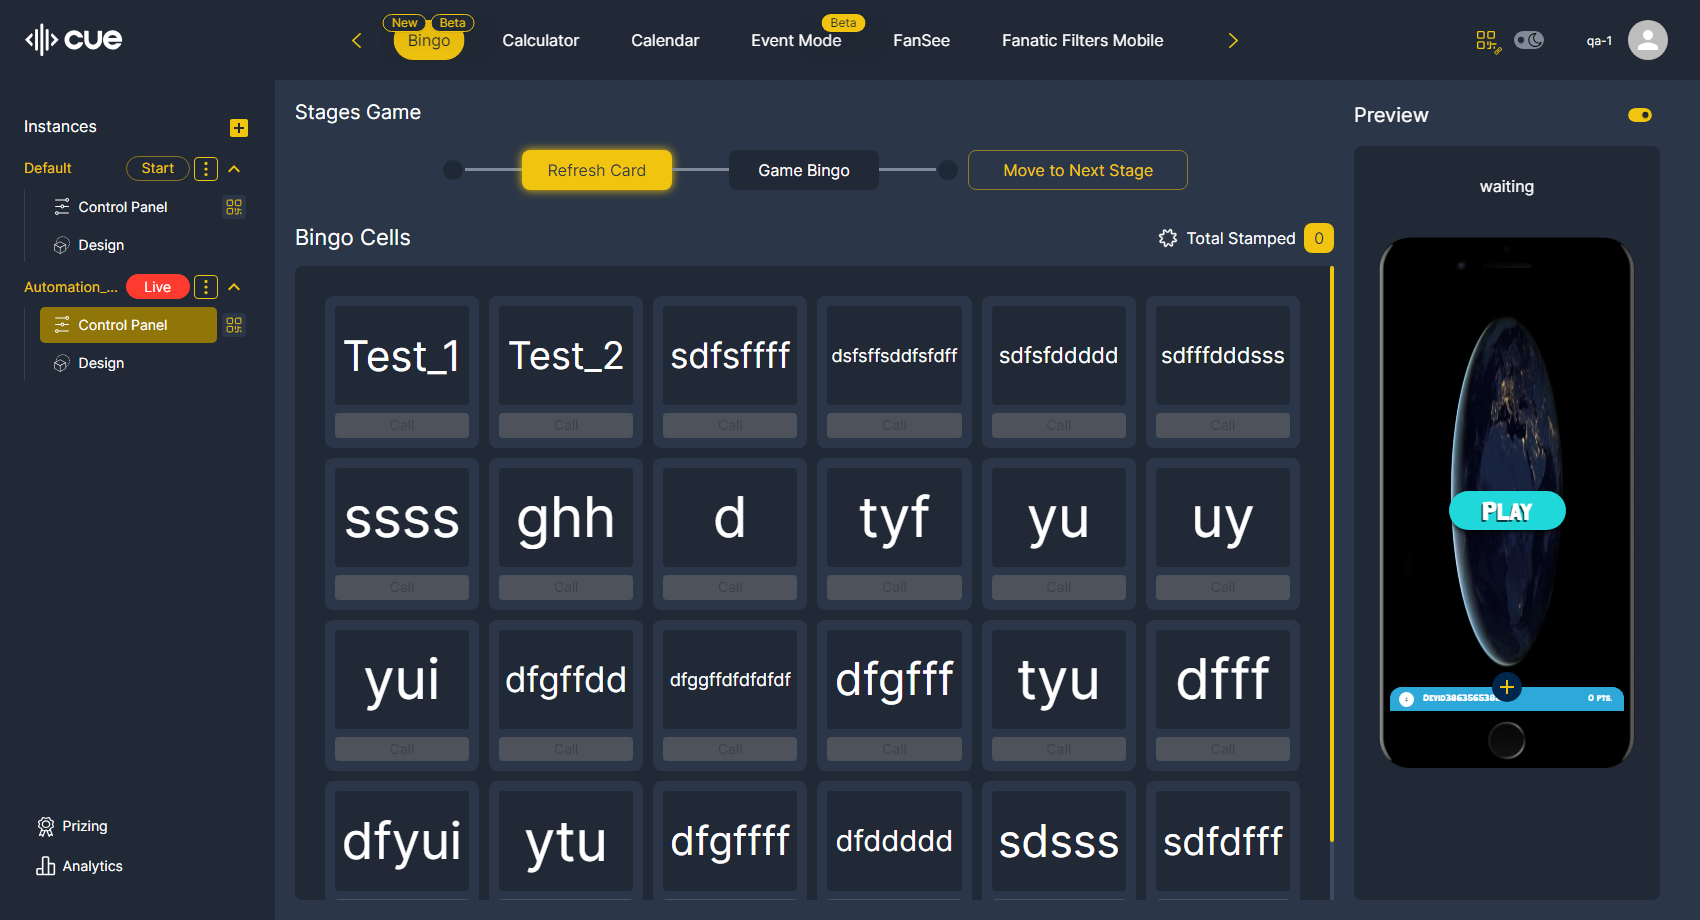 cue
New Beta
Bingo
Calculator
Calendar
Beta
Event Mode
FanSee
Fanatic Filters Mobile
qa-1
Instances
Default Start
Control Panel
Design
Automation_... Live
Control Panel
Design
Prizing
Analytics
Stages Game
Refresh Card
Game Bingo
Move to Next Stage
Bingo Cells
Total Stamped 0
Test_1 Test_2 sdfsffff dsfsffsddfsfdff sdfsfddddd sdfffdddsss
Call Call Call Call Call Call
ssss ghh d tyf yu uy
Call Call Call Call Call Call
yui dfgffdd dfggffdfdfdfdf dfgfff tyu dfff
Call Call Call Call Call Call
dfyui ytu dfgffff dfddddd sdsss sdfdfff
Preview
waiting
PLAY
0 PTS.